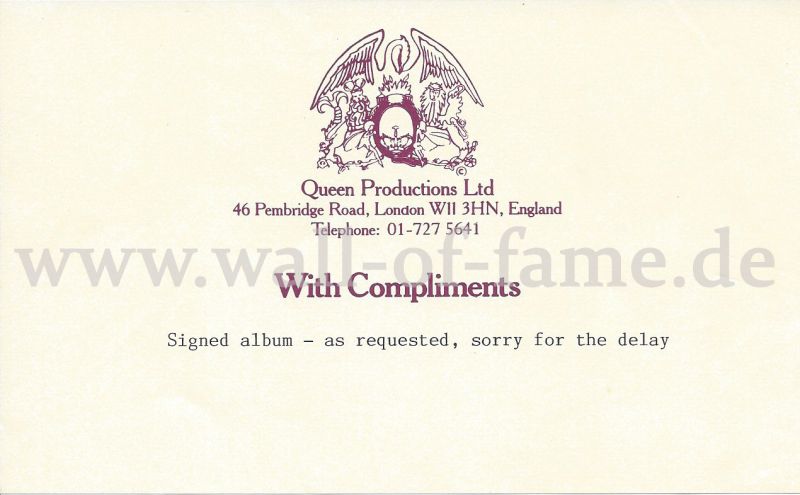 Queen Productions Ltd
46 Pembridge Road, London W11 3HN, England
Telephone: 01-727 5641
www.wall-of-fame.de
With Compliments
Signed album - as requested, sorry for the delay